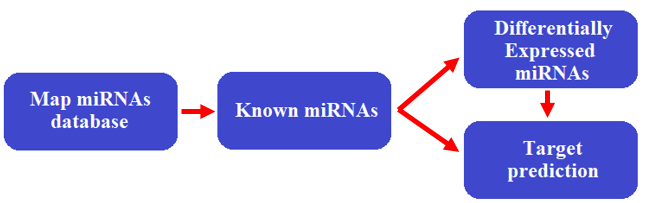 Map miRNAs
database
Known miRNAs
Differentially
Expressed
miRNAs
Target
prediction